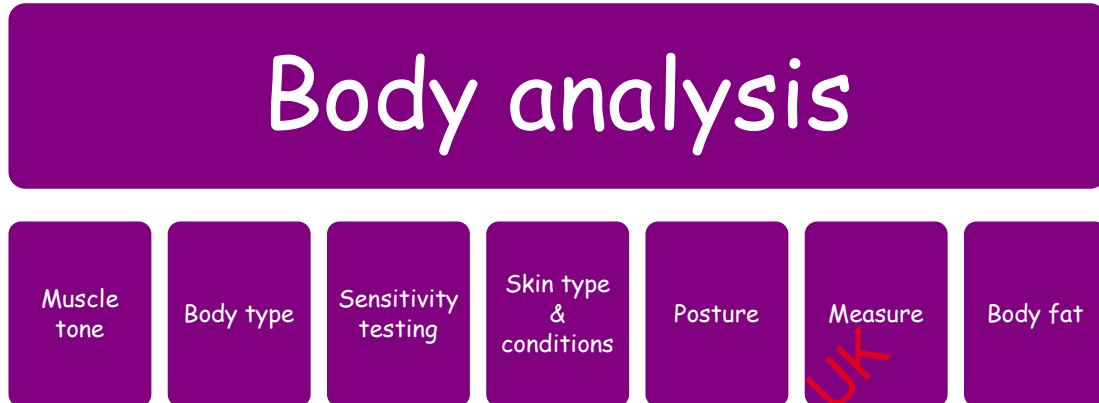 Body analysis
Muscle
tone
Body type
Sensitivity
testing
Skin type
&
conditions
Posture
Measure
Body fat
UK